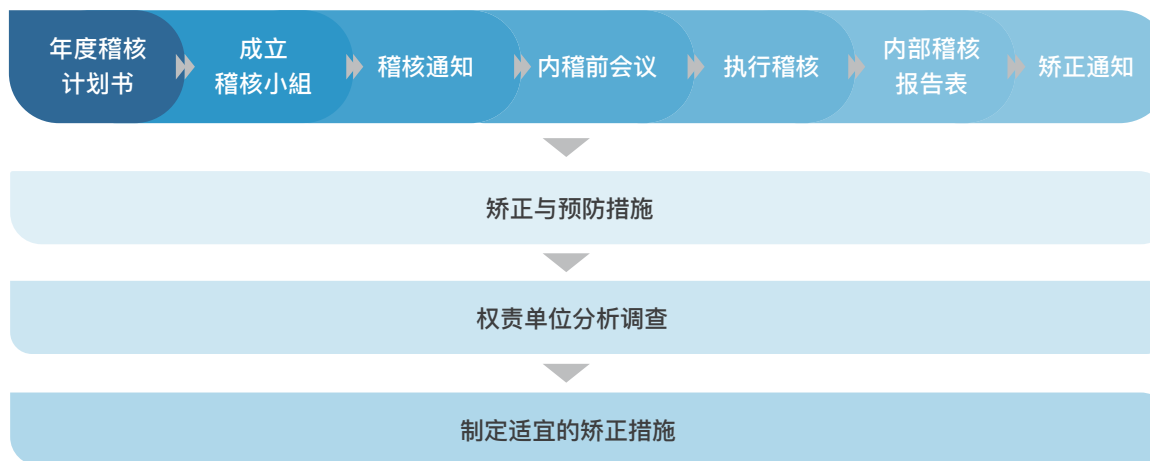 年度稽核
计划书
成立
稽核小組
稽核通知
内稽前会议
执行稽核
内部稽核
报告表
矫正通知
矫正与预防措施
权责单位分析调查
制定适宜的矫正措施